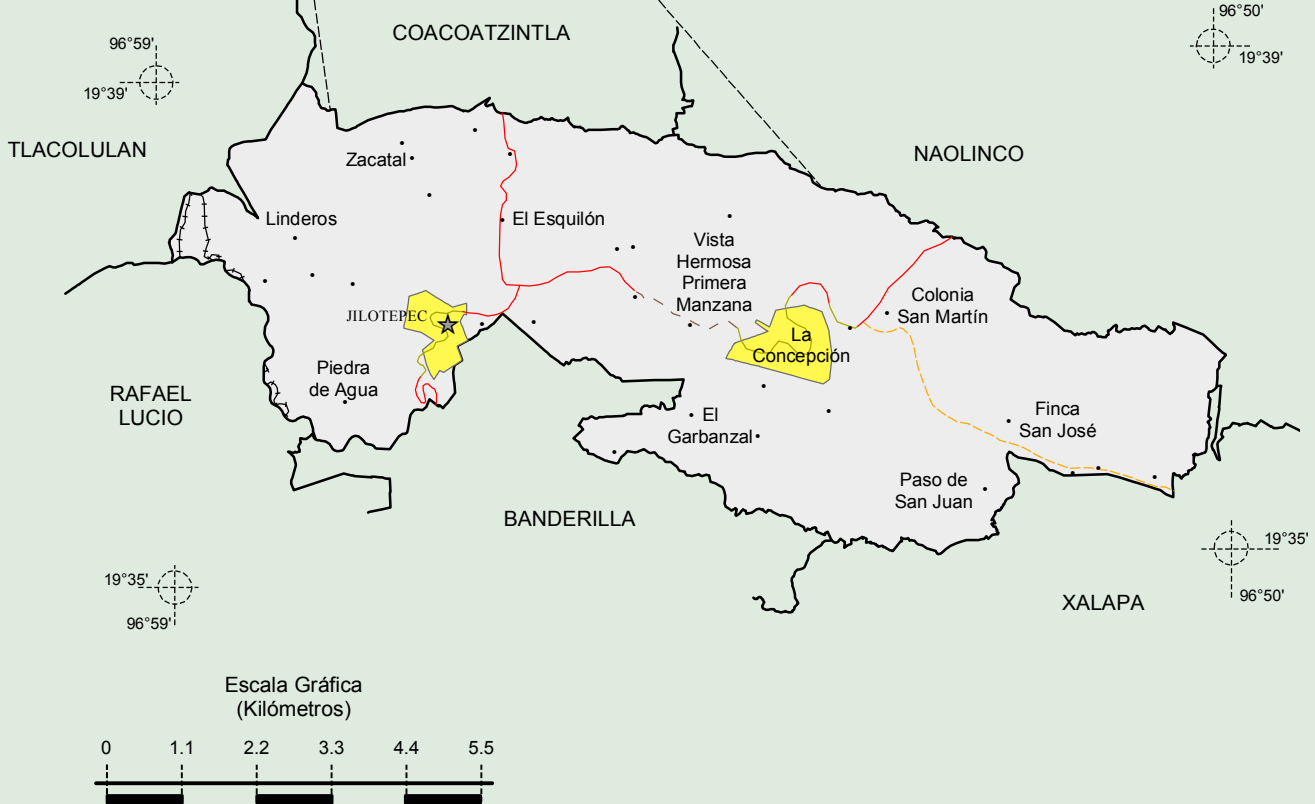 COACOATZINTLA
96°50'
19°39'
96°59'
19°39'
TLACOLULAN
NAOLINCO
Zacatal
Linderos
El Esquilón
Vista
Hermosa
Primera
Manzana
Colonia
San Martín
JILOTEPEC
La
Concepción
Piedra
de Agua
RAFAEL
LUCIO
El
Garbanzal
Finca
San José
Paso de
San Juan
BANDERILLA
19°35'
96°50'
19°35'
96°59'
XALAPA
Escala Gráfica
(Kilómetros)
0 1.1 2.2 3.3 4.4 5.5